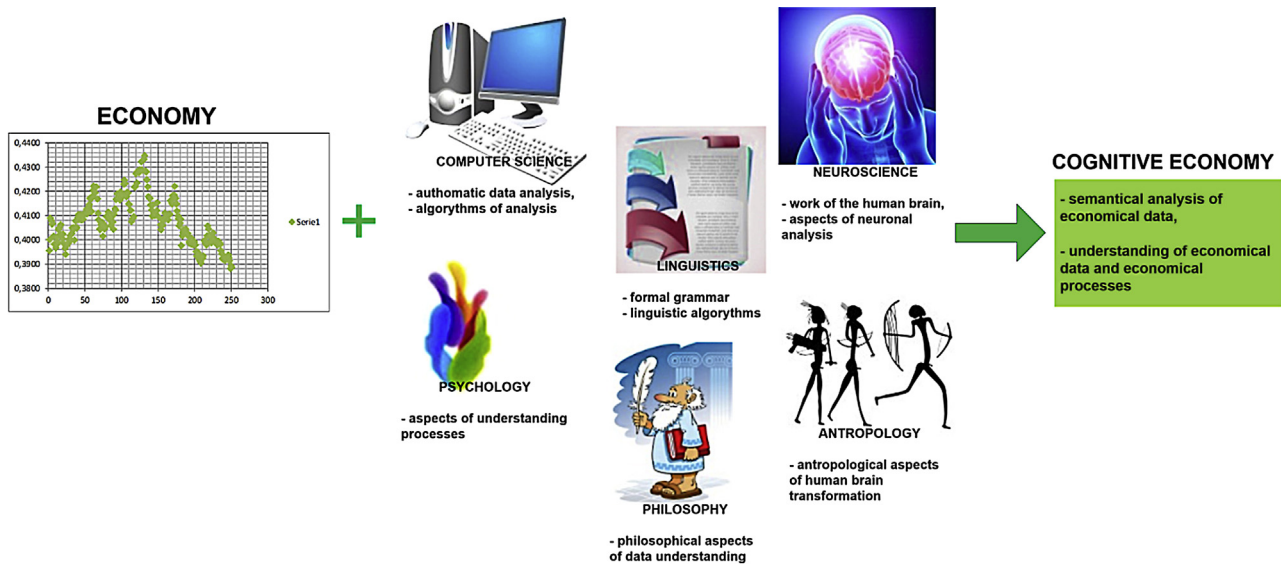 ECONOMY
0,4400
0,4300
0,4200
0,4100
0,4000
0,3900
0,3800
0 50 100 150 200 250 300
Serie1
COMPUTER SCIENCE
- authomatic data analysis,
- algorythms of analysis
PSYCHOLOGY
- aspects of understanding
processes
LINGUISTICS
- formal grammar
- linguistic algorythms
PHILOSOPHY
- philosophical aspects
of data understanding
NEUROSCIENCE
- work of the human brain,
- aspects of neuronal
analysis
ANTROPOLOGY
- antropological aspects
of human brain
transformation
COGNITIVE ECONOMY
- semantical analysis of
economical data,
- understanding of economical
data and economical
processes